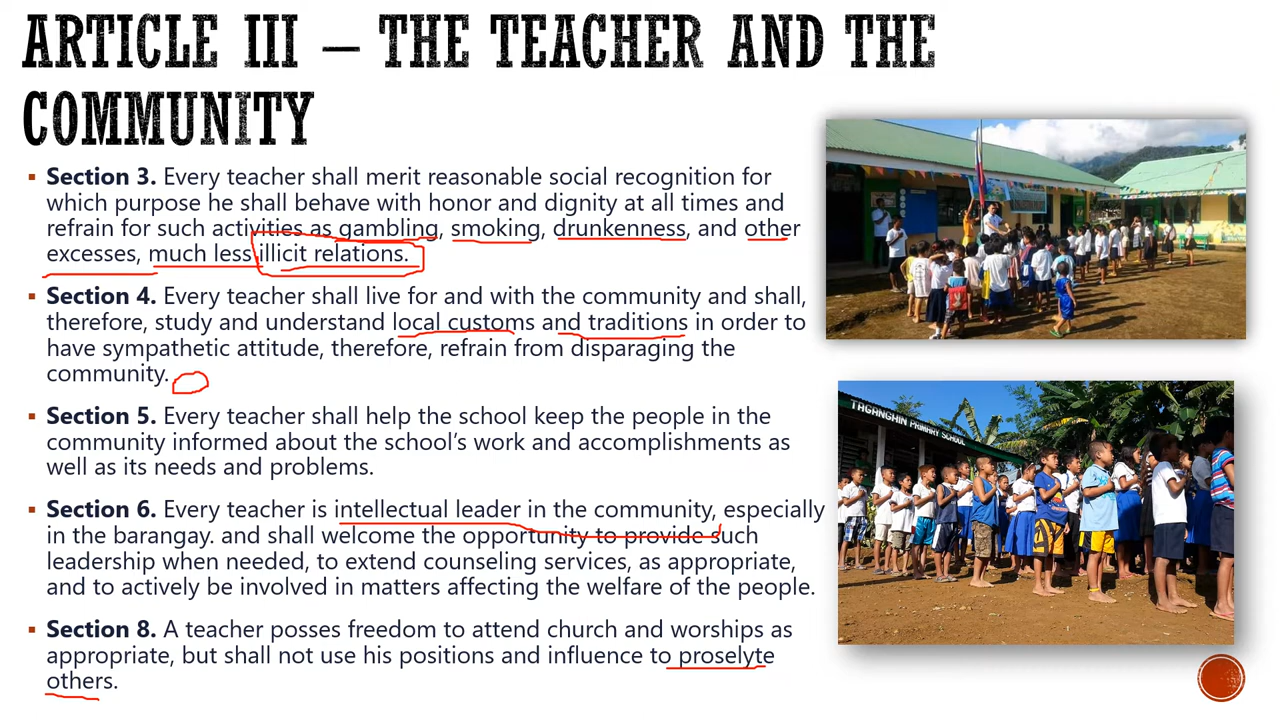 ARTICLE III – THE TEACHER AND THE
COMMUNITY
▪ Section 3. Every teacher shall merit reasonable social recognition for
which purpose he shall behave with honor and dignity at all times and
refrain for such activities as gambling, smoking, drunkenness, and other
excesses, much less illicit relations.
▪ Section 4. Every teacher shall live for and with the community and shall,
therefore, study and understand local customs and traditions in order to
have sympathetic attitude, therefore, refrain from disparaging the
community.
▪ Section 5. Every teacher shall help the school keep the people in the
community informed about the school's work and accomplishments as
well as its needs and problems.
▪ Section 6. Every teacher is intellectual leader in the community, especially
in the barangay. and shall welcome the opportunity to provide such
leadership when needed, to extend counseling services, as appropriate,
and to actively be involved in matters affecting the welfare of the people.
▪ Section 8. A teacher posses freedom to attend church and worships as
appropriate, but shall not use his positions and influence to proselyte
others.
TAGANGHIN PRIMARY SCHOOL